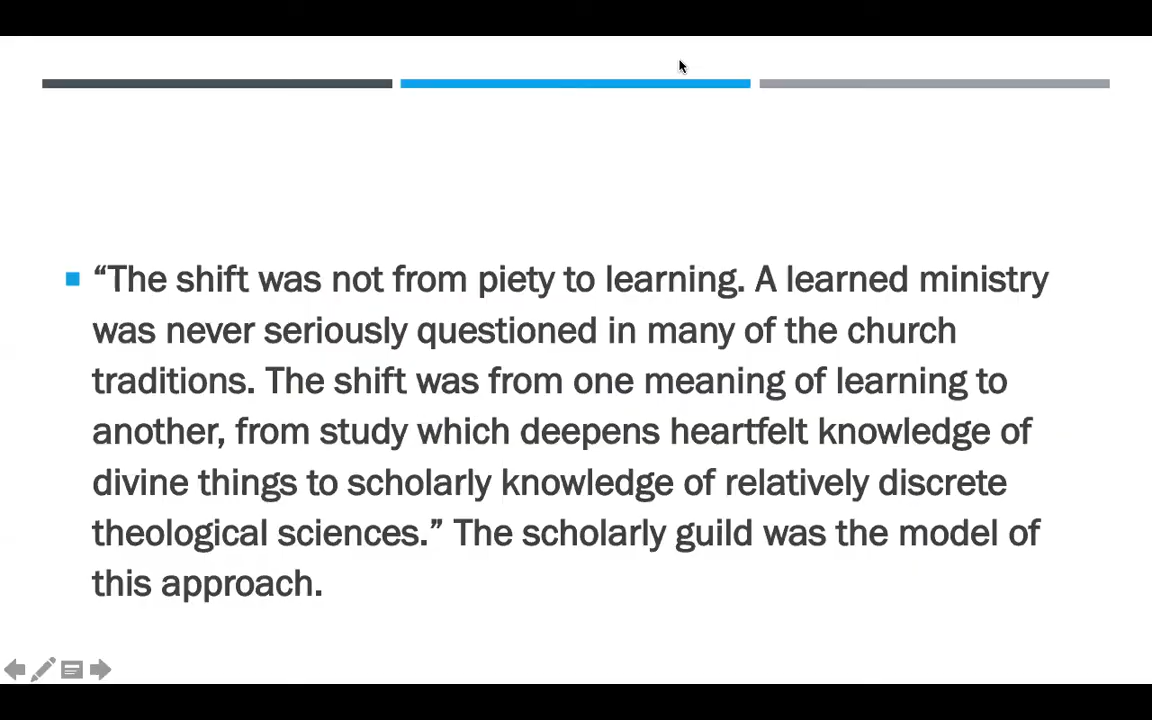 “The shift was not from piety to learning. A learned ministry
was never seriously questioned in many of the church
traditions. The shift was from one meaning of learning to
another, from study which deepens heartfelt knowledge of
divine things to scholarly knowledge of relatively discrete
theological sciences.” The scholarly guild was the model of
this approach.